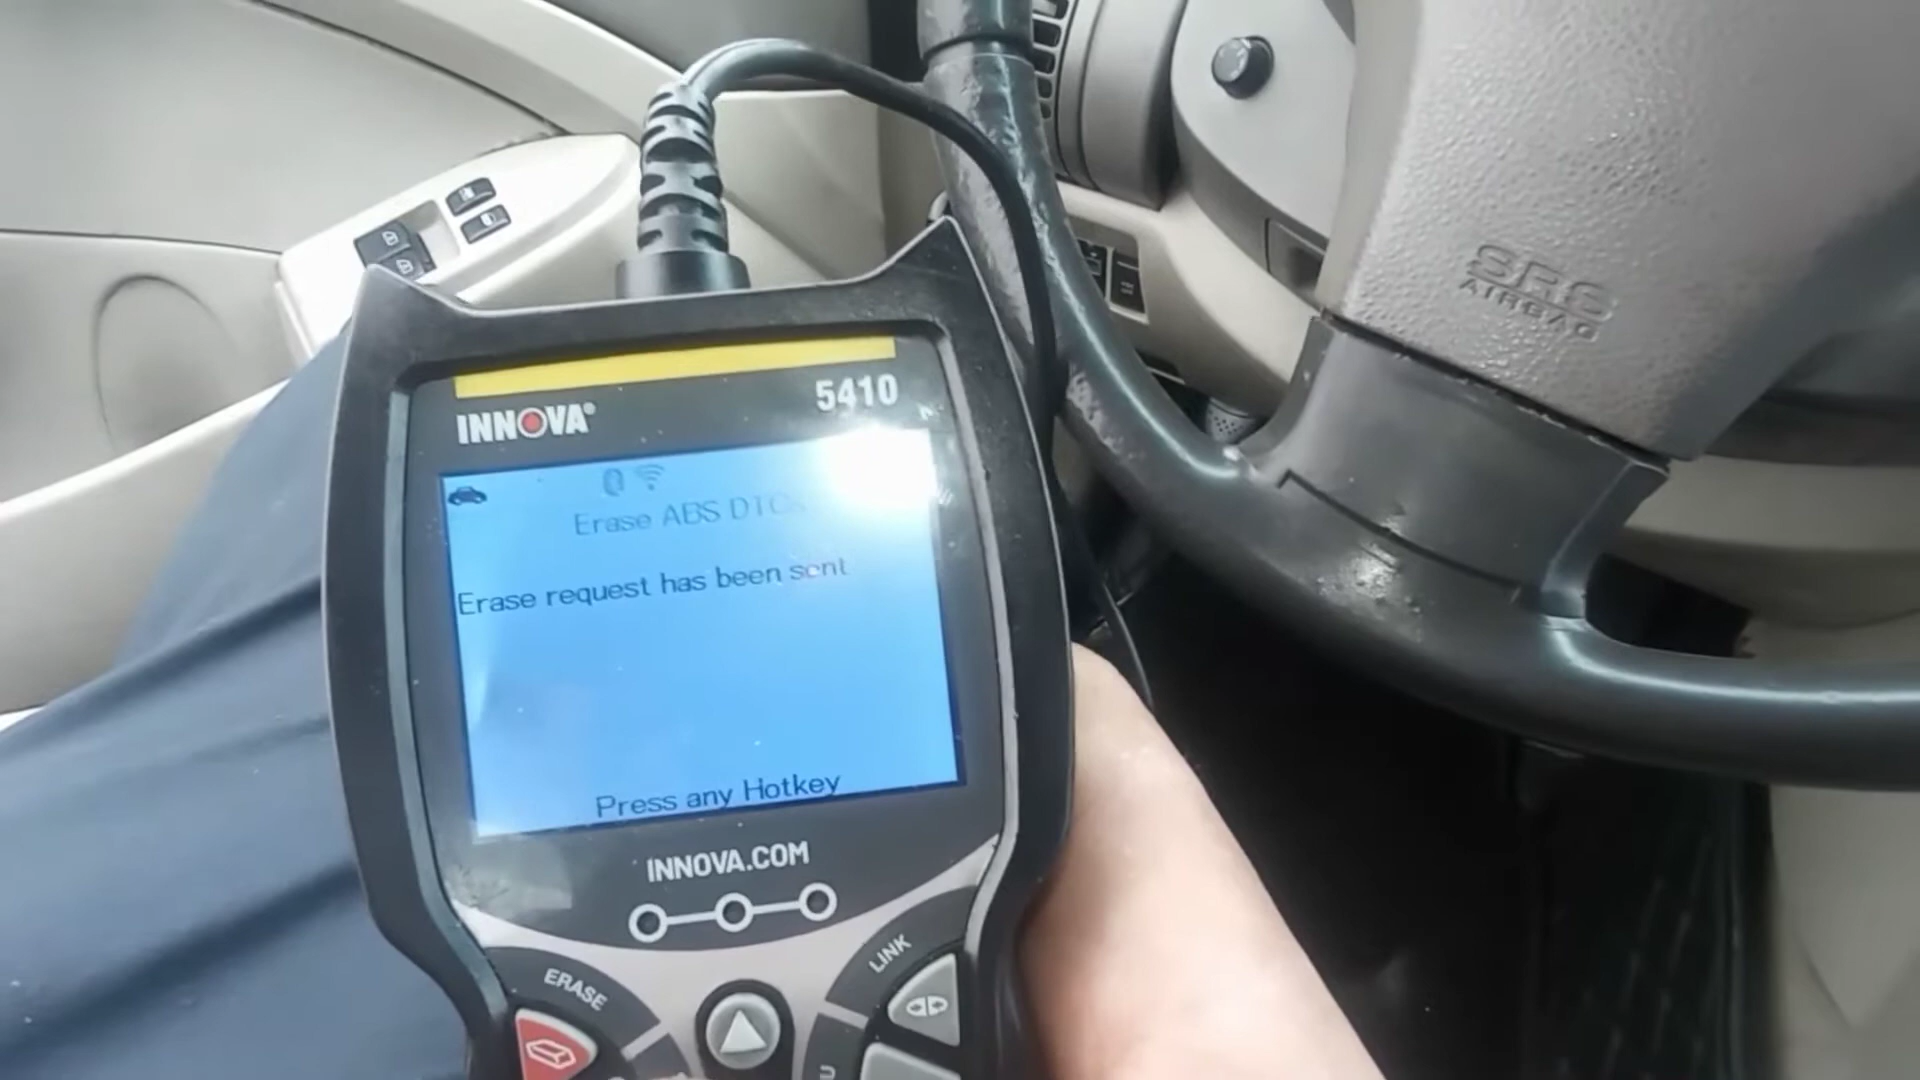 SRS
AIRBAG
INNOVA®
5410
Erase ABS DTCs
Erase request has been sent
Press any Hotkey
INNOVA.COM
ERASE
LINK